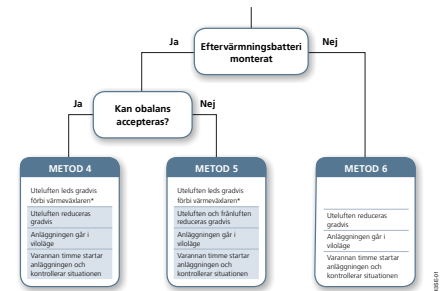 Ja
Eftervärmningsbatteri
monterat
Nej
Ja
Kan obalans
accepteras?
Nej
METOD 4
Uteluften leds gradvis
förbi värmeväxlaren*
Uteluften reduceras
gradvis
Anläggningen går i
viloläge
Varannan timme startar
anläggningen och
kontrollerar situationen
METOD 5
Uteluften leds gradvis
förbi värmeväxlaren*
Uteluften och frånluften
reduceras gradvis
Anläggningen går i
viloläge
Varannan timme startar
anläggningen och
kontrollerar situationen
METOD 6
Uteluften reduceras
gradvis
Anläggningen går i
viloläge
Varannan timme startar
anläggningen och
kontrollerar situationen